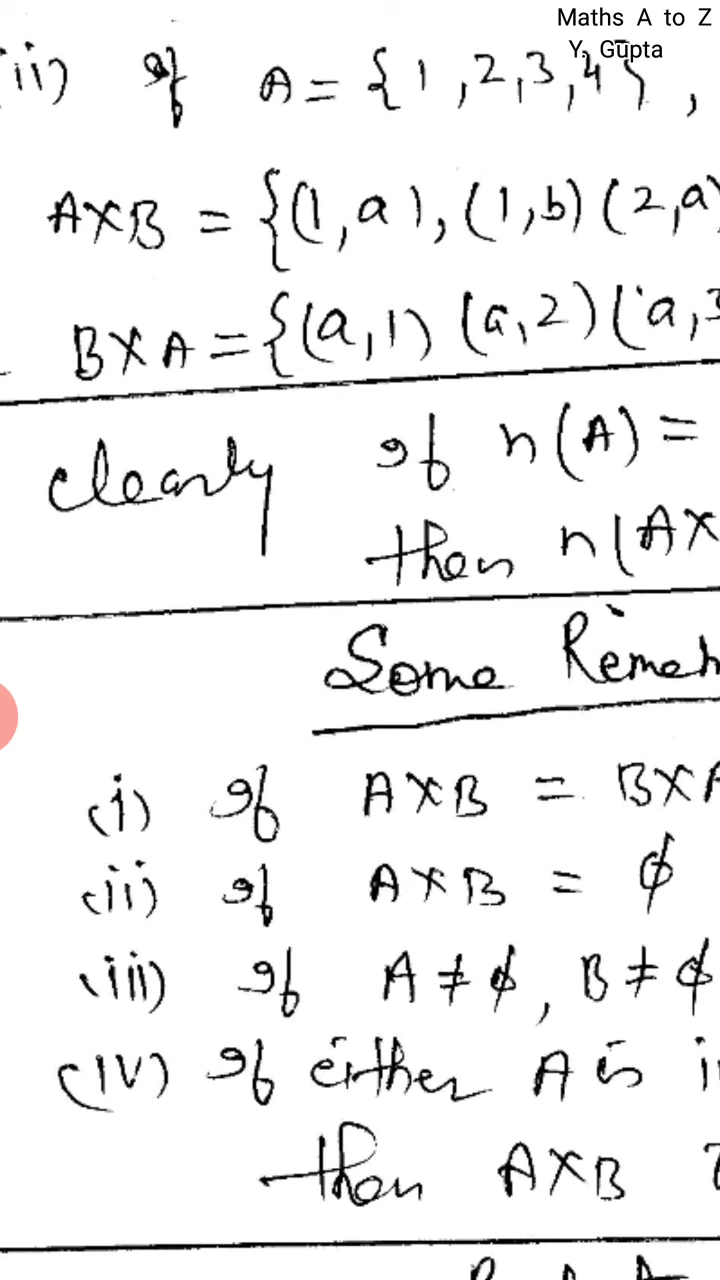 Maths A to Z
Y. Gupta
ii) If A = {1, 2, 3, 4},
A×B = {(1, a), (1, b) (2, a)
B×A = {(a, 1) (a, 2) (a, 3
Clearly If n(A) =
then n(A×
Some Remar
(i) If A×B = B×A
(ii) If A×B = ϕ
(iii) If A ≠ ϕ, B ≠ ϕ
(iv) If either A is i
then A×B